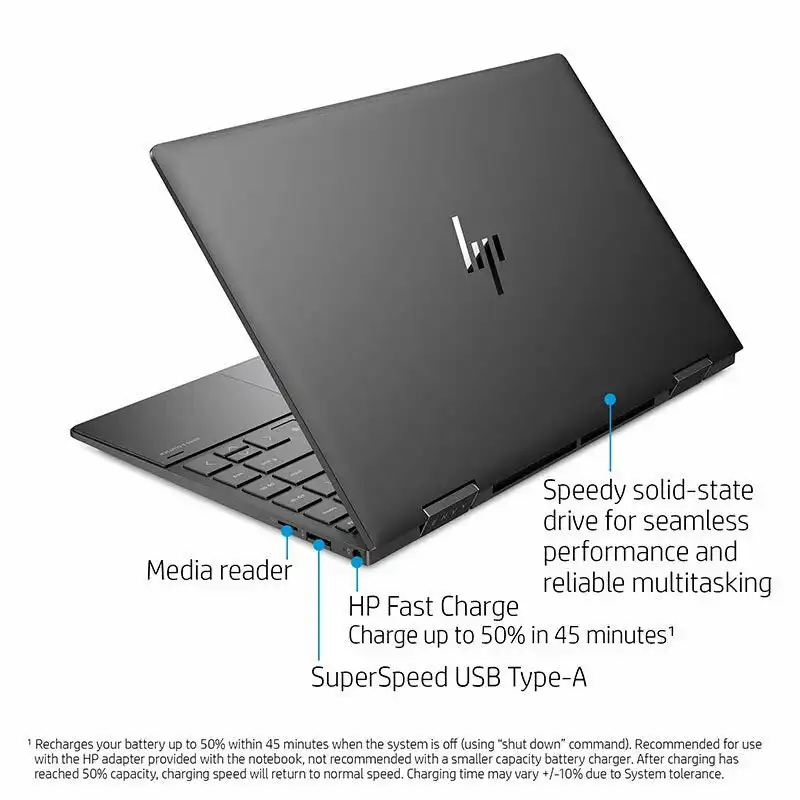 hp
ENVY
Speedy solid-state
drive for seamless
performance and
reliable multitasking
Media reader
HP Fast Charge
Charge up to 50% in 45 minutes¹
SuperSpeed USB Type-A
¹ Recharges your battery up to 50% within 45 minutes when the system is off (using “shut down” command). Recommended for use
with the HP adapter provided with the notebook, not recommended with a smaller capacity battery charger. After charging has
reached 50% capacity, charging speed will return to normal speed. Charging time may vary +/-10% due to System tolerance.